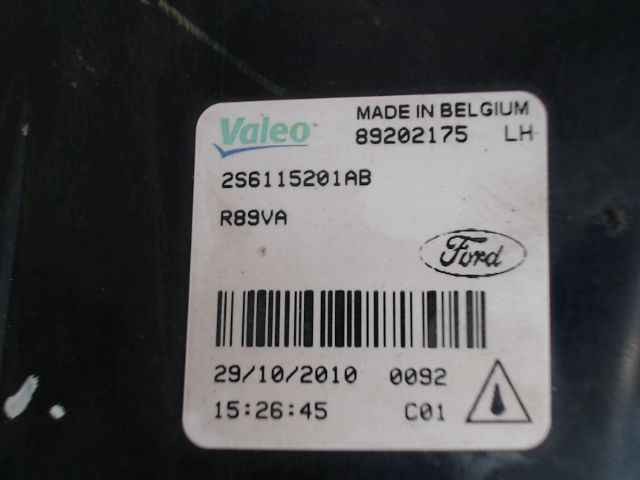 Valeo
MADE IN BELGIUM
89202175 LH
2S6115201AB
R89VA
Ford
29/10/2010 0092
15:26:45 C01